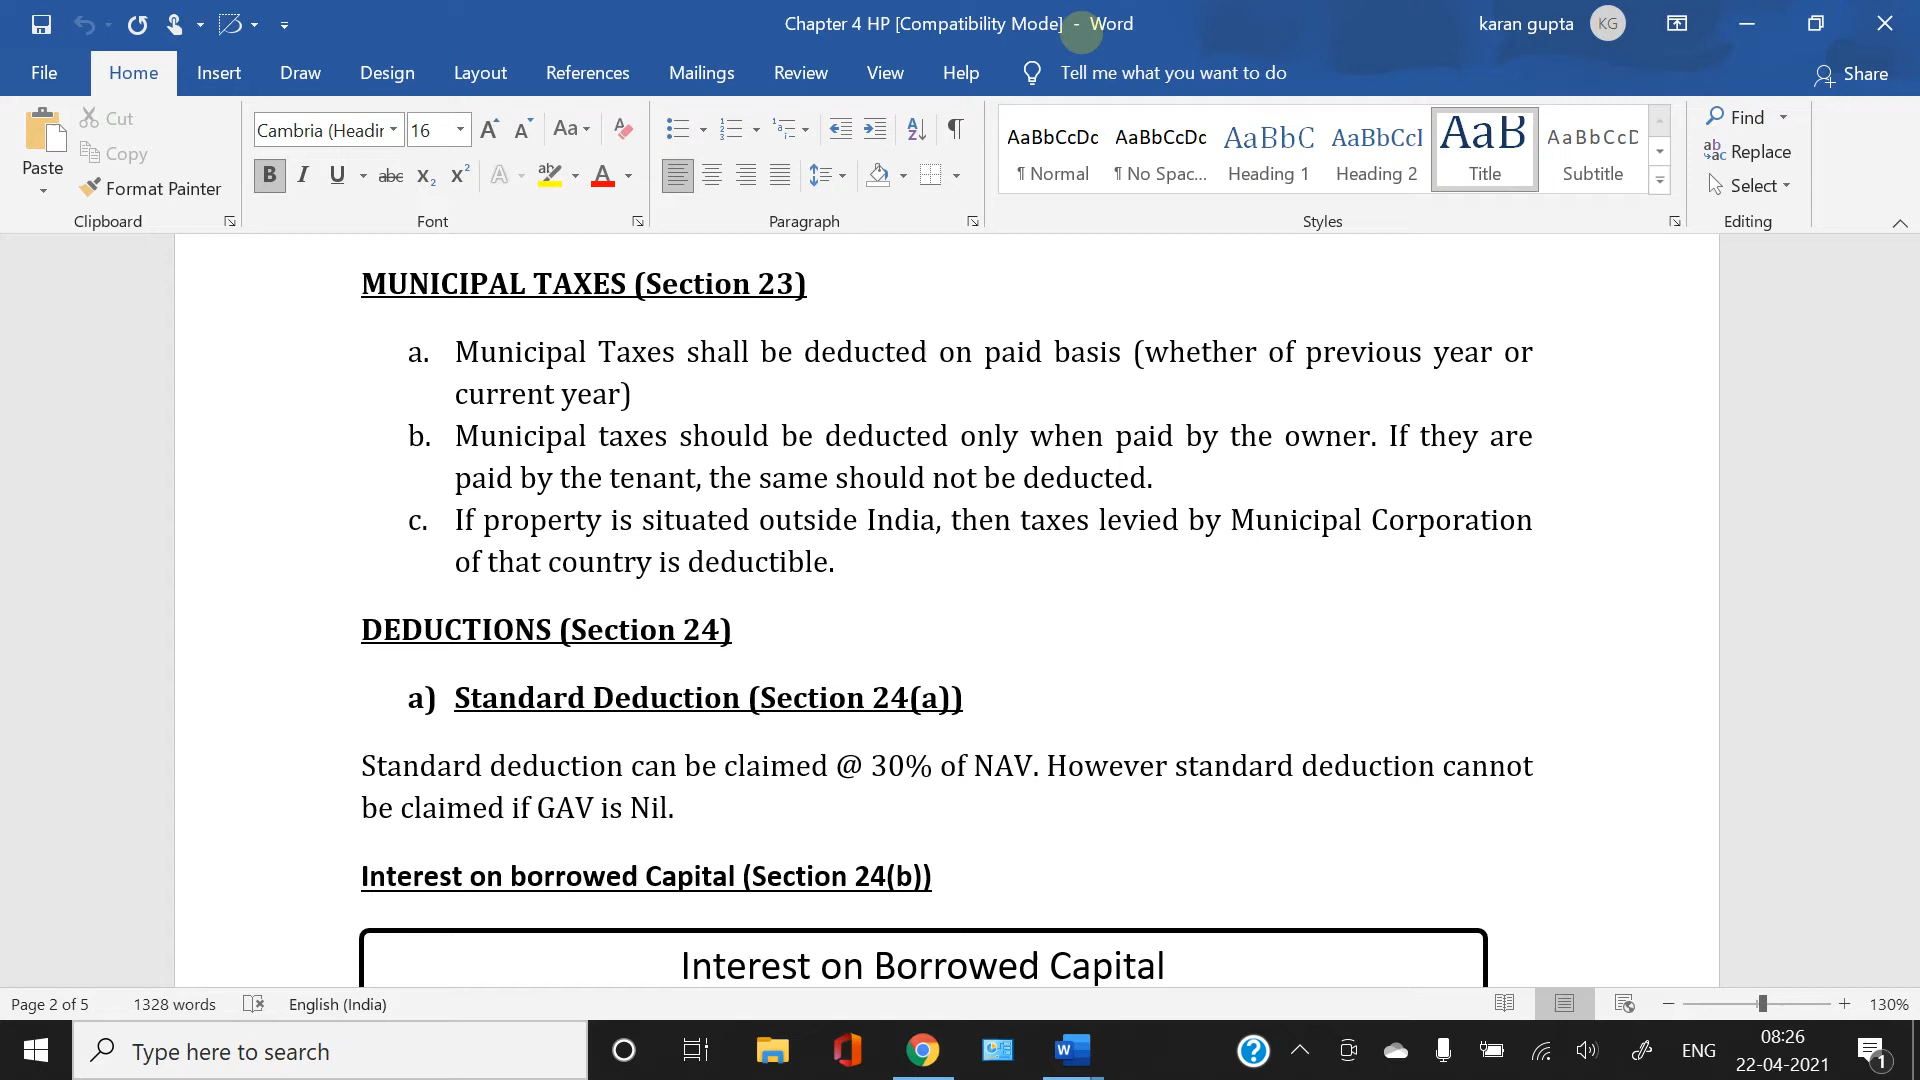 Chapter 4 HP [Compatibility Mode] - Word
karan gupta KG
File Home Insert Draw Design Layout References Mailings Review View Help Tell me what you want to do Share
Paste
Cut
Copy
Format Painter
Clipboard
Cambria (Headir 16
Aa
B I U abc x₂ x² A ab A
Font
Paragraph
AaBbCcDc AaBbCcDc AaBbC AaBbCcI AaB AaBbCcD
¶ Normal ¶ No Spac... Heading 1 Heading 2 Title Subtitle
Styles
Find
Replace
Select
Editing
MUNICIPAL TAXES (Section 23)
a. Municipal Taxes shall be deducted on paid basis (whether of previous year or
current year)
b. Municipal taxes should be deducted only when paid by the owner. If they are
paid by the tenant, the same should not be deducted.
c. If property is situated outside India, then taxes levied by Municipal Corporation
of that country is deductible.
DEDUCTIONS (Section 24)
a) Standard Deduction (Section 24(a))
Standard deduction can be claimed @ 30% of NAV. However standard deduction cannot
be claimed if GAV is Nil.
Interest on borrowed Capital (Section 24(b))
Interest on Borrowed Capital
Page 2 of 5 1328 words English (India) 130%
Type here to search
ENG
08:26
22-04-2021
1